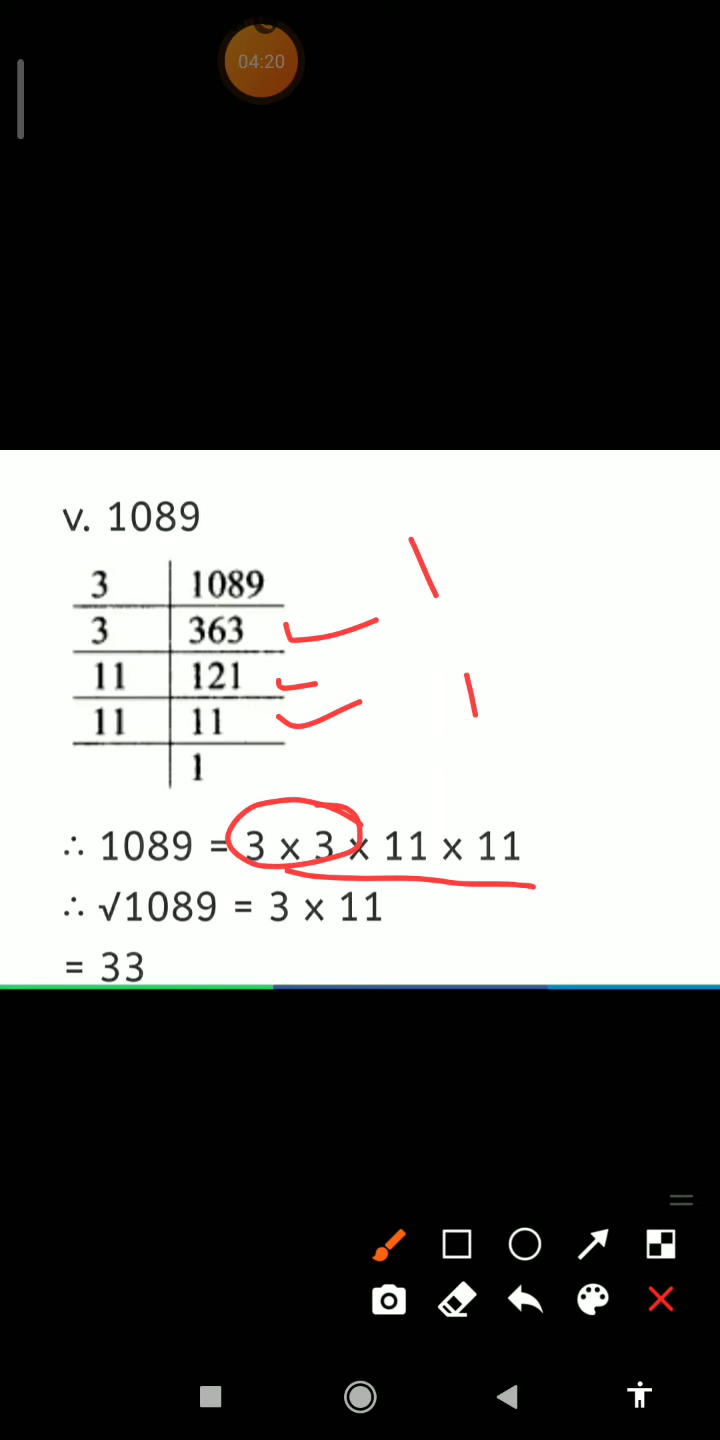 04:20
v. 1089
3 1089
3 363
11 121
11 11
1
∴ 1089 = 3 x 3 x 11 x 11
∴ √1089 = 3 x 11
= 33